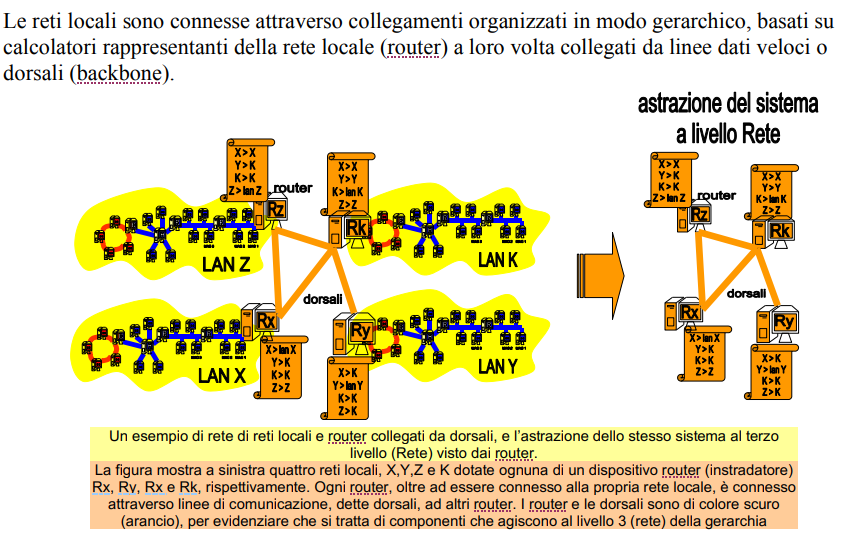 Le reti locali sono connesse attraverso collegamenti organizzati in modo gerarchico, basati su
calcolatori rappresentanti della rete locale (router) a loro volta collegati da linee dati veloci o
dorsali (backbone).
astrazione del sistema
a livello Rete
X>X
Y>K
K>K
Z>lan Z
router
Rz
X>X
Y>Y
K>lan K
Z>Z
Rk
LAN Z
LAN K
dorsali
Rx
Ry
LAN X
LAN Y
X>lan X
Y>K
K>K
Z>Z
X>K
Y>lan Y
K>K
Z>K
X>X
Y>K
K>K
Z>lan Z
router
Rz
X>X
Y>Y
K>lan K
Z>Z
Rk
dorsali
Rx
Ry
X>lan X
Y>K
K>K
Z>Z
X>K
Y>lan Y
K>K
Z>K
Un esempio di rete di reti locali e router collegati da dorsali, e l'astrazione dello stesso sistema al terzo
livello (Rete) visto dai router.
La figura mostra a sinistra quattro reti locali, X,Y,Z e K dotate ognuna di un dispositivo router (instradatore)
Rx, Ry, Rx e Rk, rispettivamente. Ogni router, oltre ad essere connesso alla propria rete locale, è connesso
attraverso linee di comunicazione, dette dorsali, ad altri router. I router e le dorsali sono di colore scuro
(arancio), per evidenziare che si tratta di componenti che agiscono al livello 3 (rete) della gerarchia